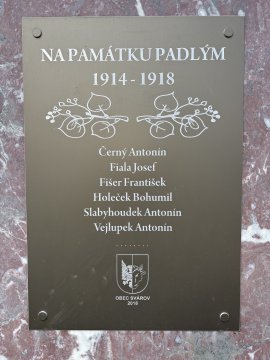 NA PAMÁTKU PADLÝM
1914 - 1918
Černý Antonín
Fiala Josef
Fišer František
Holeček Bohumil
Slabyhoudek Antonín
Vejlupek Antonín
........
OBEC SVÁROV
2018